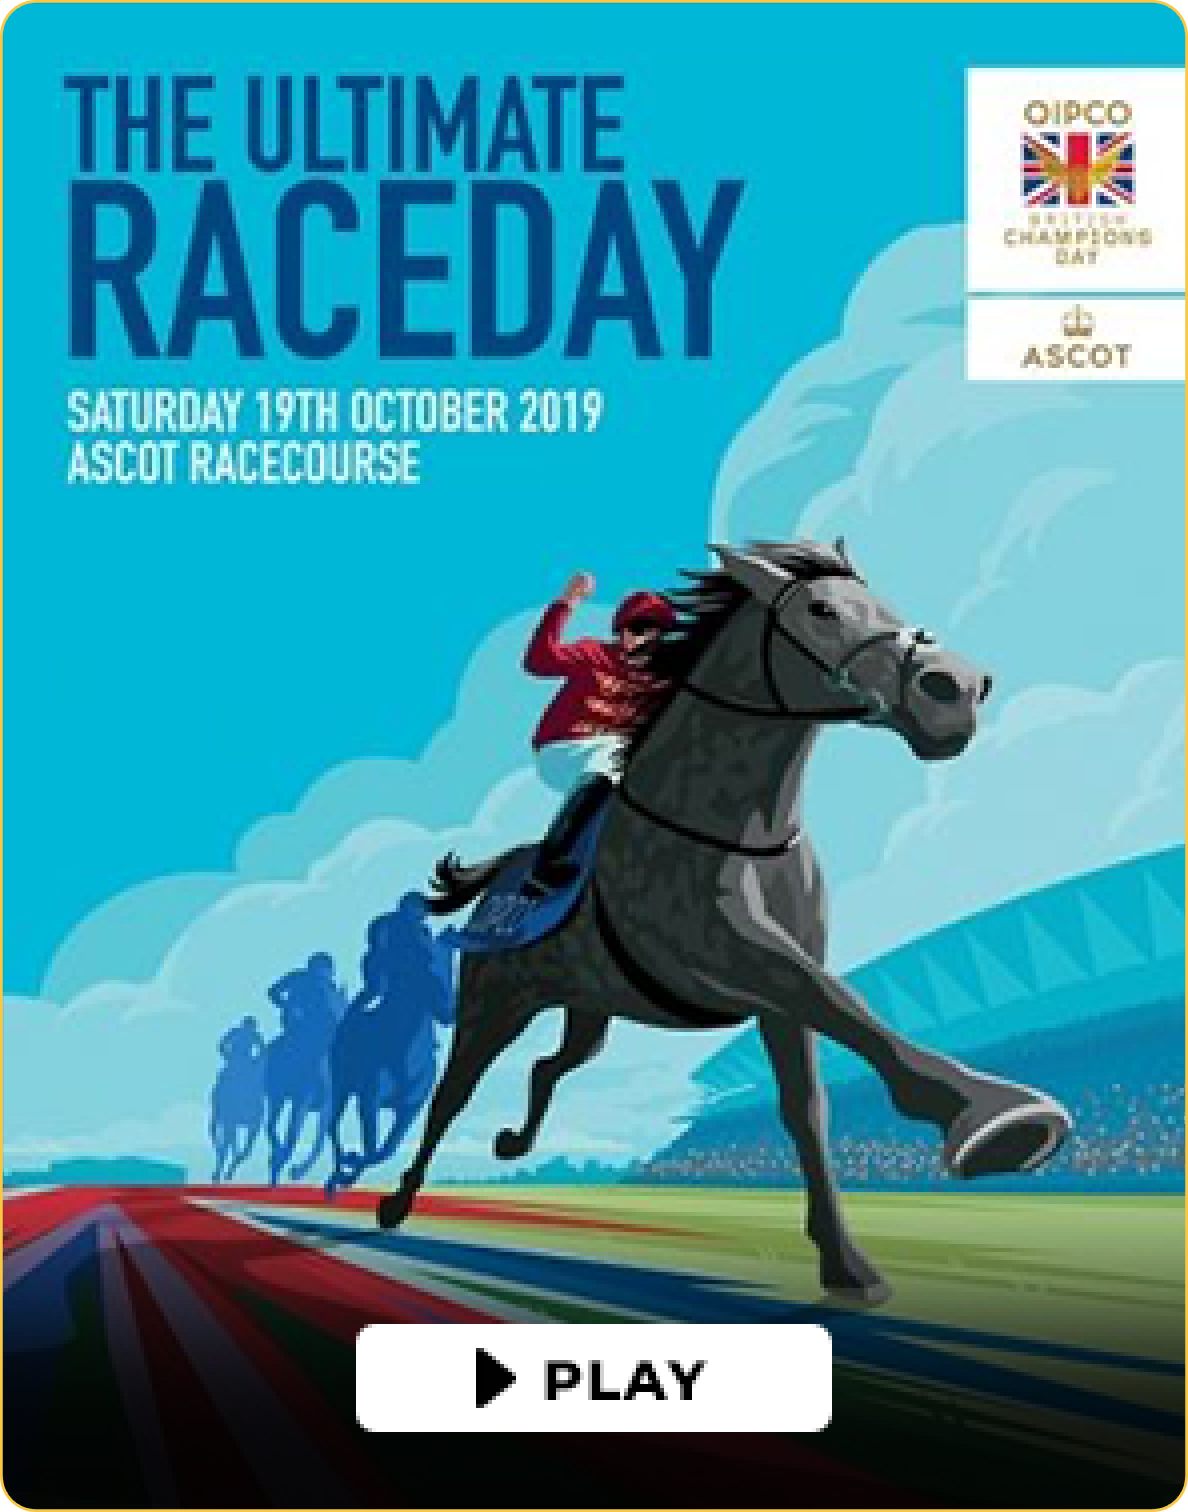 THE ULTIMATE
RACEDAY
SATURDAY 19TH OCTOBER 2019
ASCOT RACECOURSE
QIPCO
BRITISH
CHAMPIONS
DAY
ASCOT
PLAY